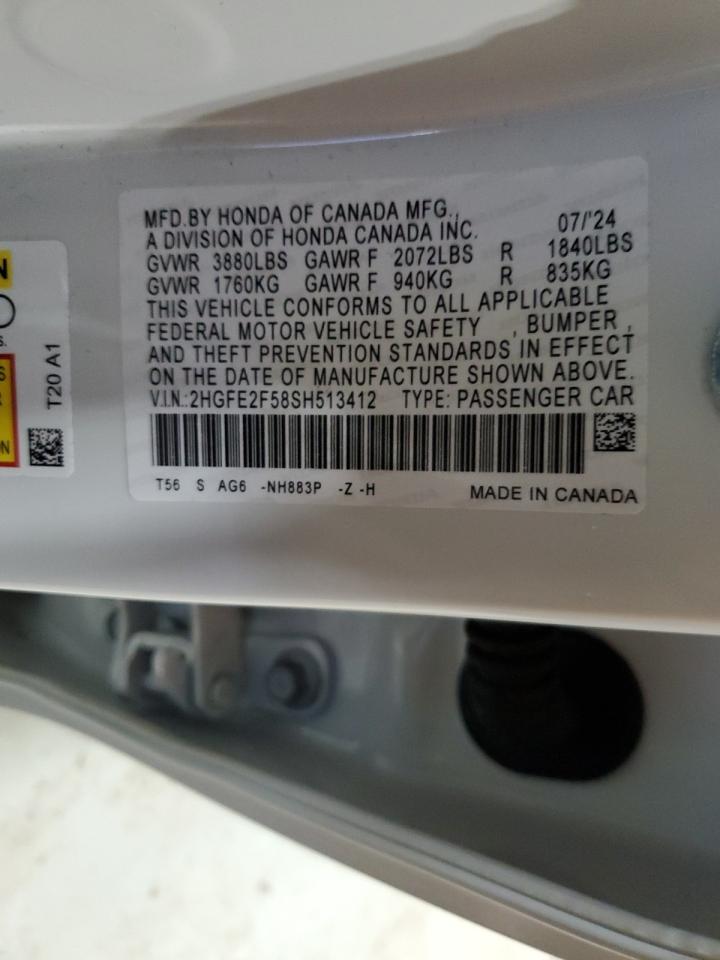 MFD.BY HONDA OF CANADA MFG.,
A DIVISION OF HONDA CANADA INC. 07/'24
GVWR 3880LBS GAWR F 2072LBS R 1840LBS
GVWR 1760KG GAWR F 940KG R 835KG
THIS VEHICLE CONFORMS TO ALL APPLICABLE
FEDERAL MOTOR VEHICLE SAFETY , BUMPER ,
AND THEFT PREVENTION STANDARDS IN EFFECT
ON THE DATE OF MANUFACTURE SHOWN ABOVE.
V.I.N.:2HGFE2F58SH513412 TYPE: PASSENGER CAR
T56 S AG6 -NH883P -Z -H MADE IN CANADA
T20 A1